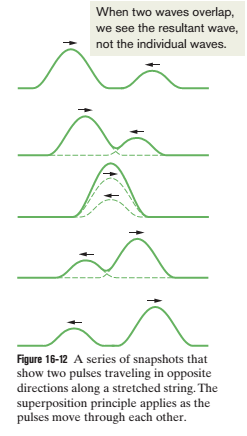 When two waves overlap,
we see the resultant wave,
not the individual waves.
Figure 16-12 A series of snapshots that
show two pulses traveling in opposite
directions along a stretched string. The
superposition principle applies as the
pulses move through each other.